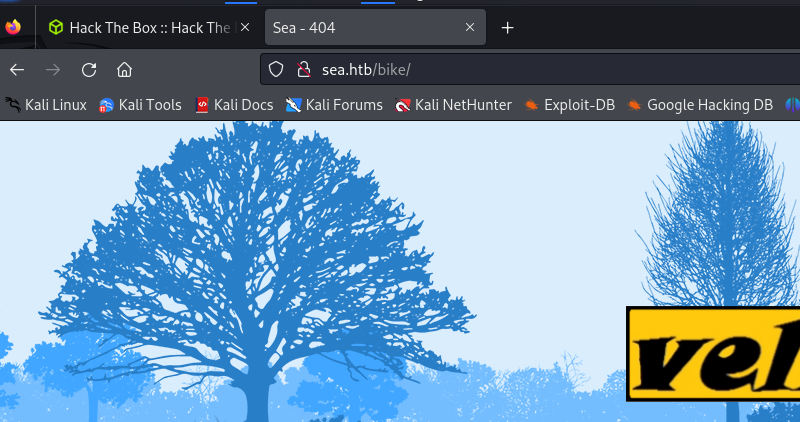 Hack The Box :: Hack The
Sea - 404
sea.htb/bike/
Kali Linux Kali Tools Kali Docs Kali Forums Kali NetHunter Exploit-DB Google Hacking DB
vel